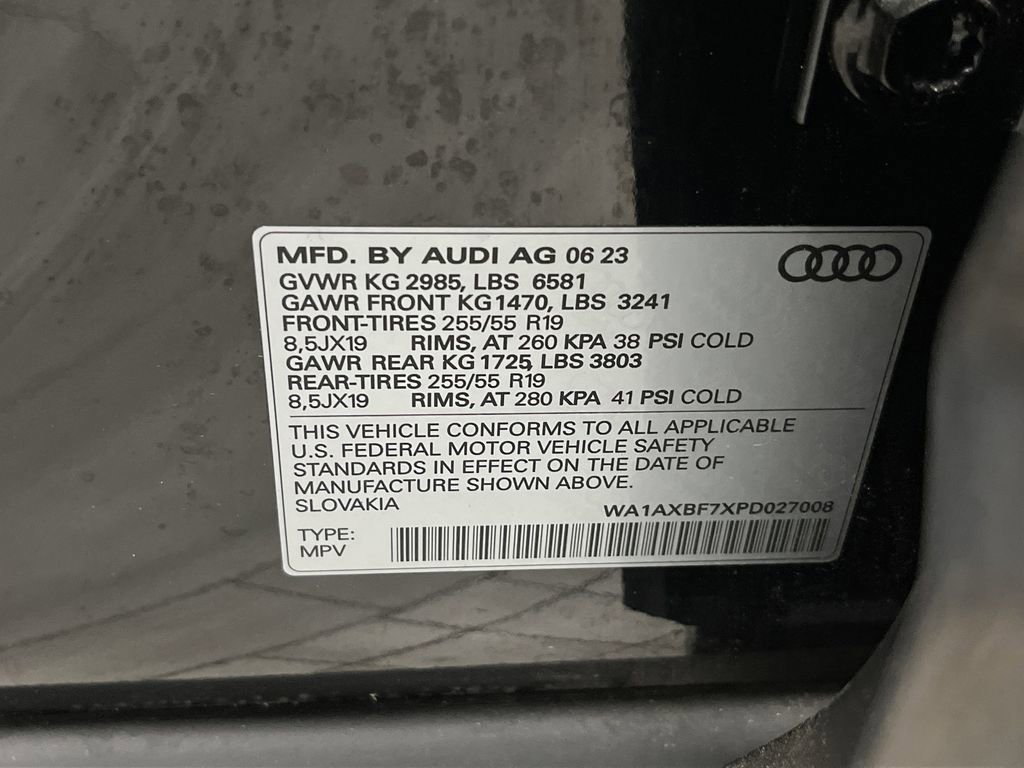 MFD. BY AUDI AG 06 23
GVWR KG 2985, LBS 6581
GAWR FRONT KG 1470, LBS 3241
FRONT-TIRES 255/55 R19
8,5JX19 RIMS, AT 260 KPA 38 PSI COLD
GAWR REAR KG 1725, LBS 3803
REAR-TIRES 255/55 R19
8,5JX19 RIMS, AT 280 KPA 41 PSI COLD
THIS VEHICLE CONFORMS TO ALL APPLICABLE
U.S. FEDERAL MOTOR VEHICLE SAFETY
STANDARDS IN EFFECT ON THE DATE OF
MANUFACTURE SHOWN ABOVE.
SLOVAKIA WA1AXBF7XPD027008
TYPE:
MPV